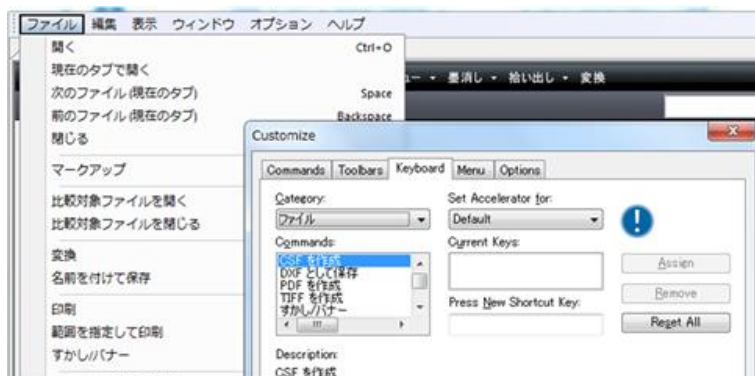 ファイル 編集 表示 ウィンドウ オプション ヘルプ
開く Ctrl+O
現在のタブで開く
ュー 墨消し 拾い出し 変換
次のファイル(現在のタブ) Space
前のファイル(現在のタブ) Backspace
閉じる
マークアップ
比較対象ファイルを開く
比較対象ファイルを閉じる
変換
名前を付けて保存
印刷
範囲を指定して印刷
すかし/バナー
Customize
Commands Toolbars Keyboard Menu Options
Category: Set Accelerator for:
ファイル Default
Commands: Current Keys:
CSF を作成
DXF として保存
PDF を作成
TIFF を作成
すかし/バナー
Assign
Remove
Press New Shortcut Key:
Reset All
Description:
CSF を作成